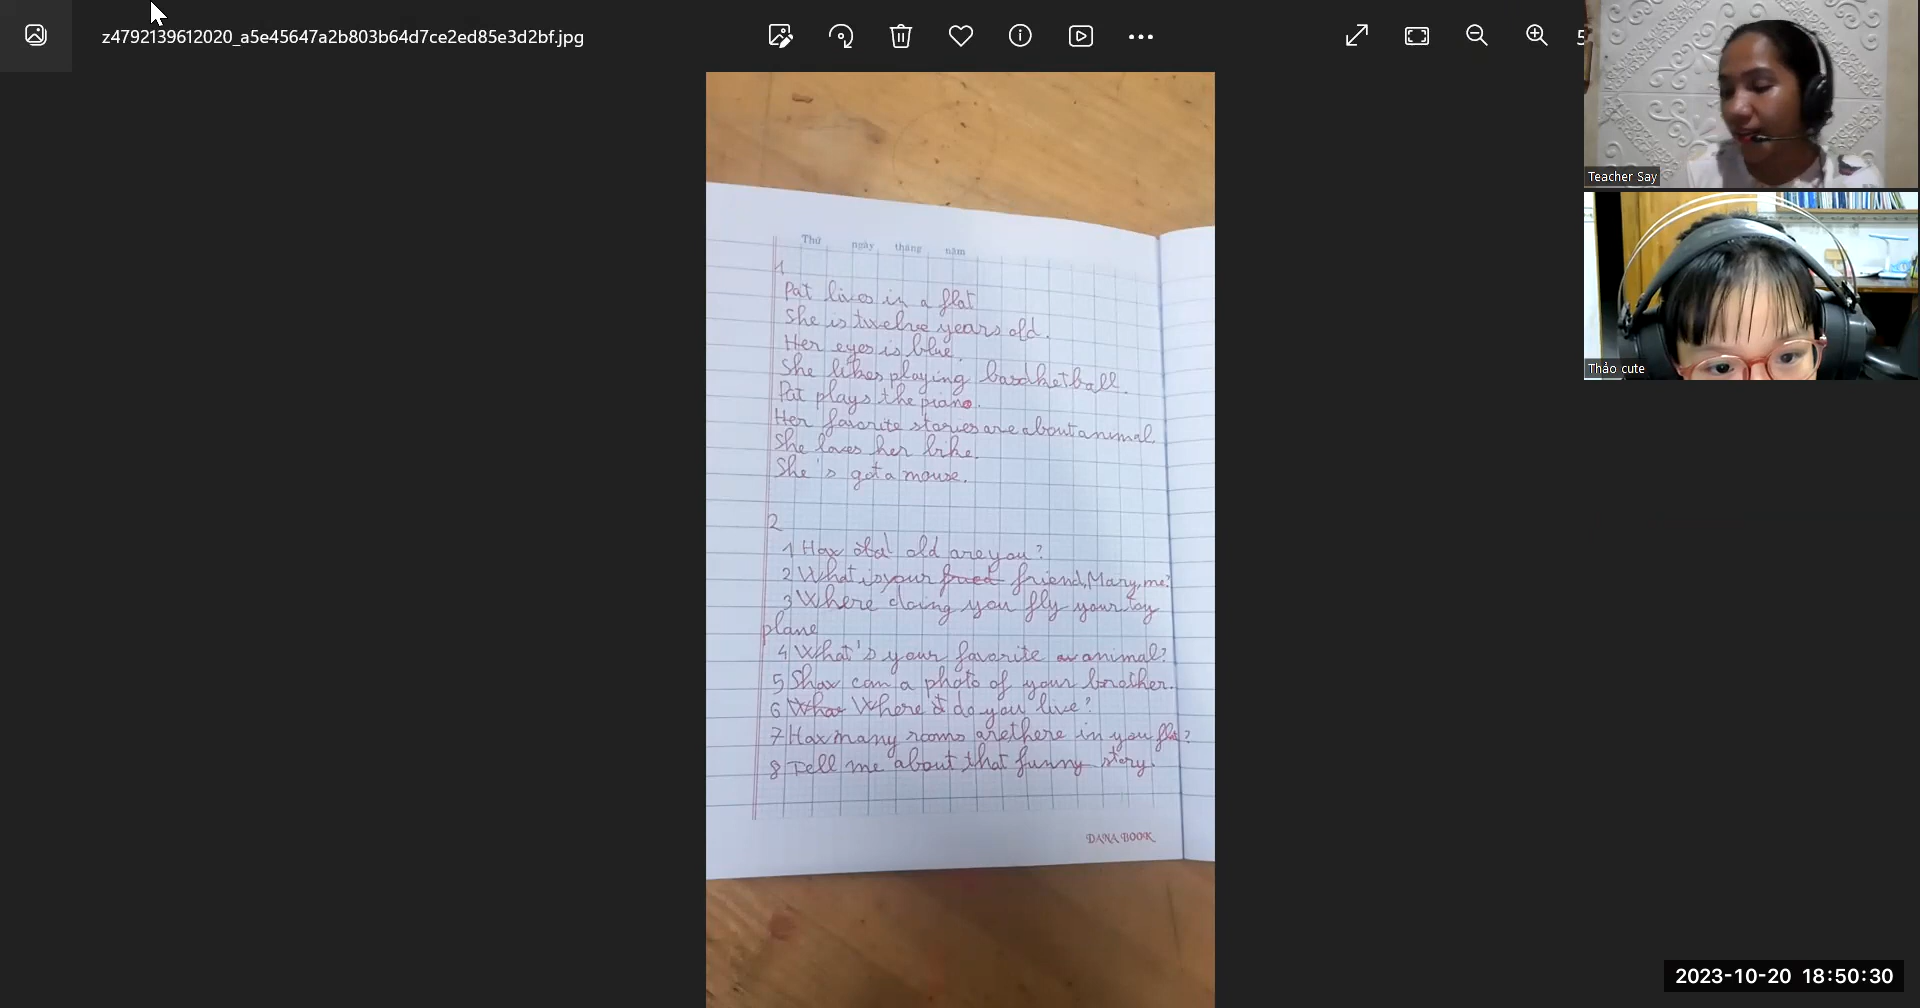 z4792139612020_a5e45647a2b803b64d7ce2ed85e3d2bf.jpg
Teacher Say
Thảo cute
Thứ ngày tháng năm
1
Pat lives in a flat
She is twelve years old.
Her eyes is blue.
She likes playing basdketball.
Pat plays the piano.
Her favorite stories are about animal.
She loves her bike.
She's got a mouse.
2
1 How old are you?
2 What is your friend, Mary, me?
3 Where doing you fly your toy
plane
4 What's your favorite animal?
5 Show can a photo of your brother.
6 Where do you live?
7 How many rooms are there in you flat?
8 Tell me about that funny story.
DANA BOOK
2023-10-20 18:50:30